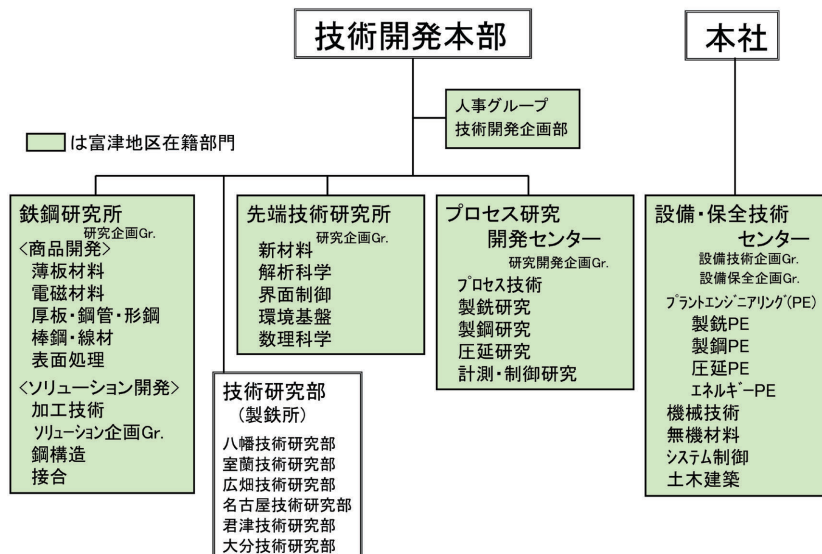 技術開発本部
本社
人事グループ
技術開発企画部
は富津地区在籍部門
鉄鋼研究所
研究企画Gr.
<商品開発>
薄板材料
電磁材料
厚板・鋼管・形鋼
棒鋼・線材
表面処理
<ソリューション開発>
加工技術
ソリューション企画Gr.
鋼構造
接合
技術研究部
(製鉄所)
八幡技術研究部
室蘭技術研究部
広畑技術研究部
名古屋技術研究部
君津技術研究部
大分技術研究部
先端技術研究所
研究企画Gr.
新材料
解析科学
界面制御
環境基盤
数理科学
プロセス研究
開発センター
研究開発企画Gr.
プロセス技術
製銑研究
製鋼研究
圧延研究
計測・制御研究
設備・保全技術
センター
設備技術企画Gr.
設備保全企画Gr.
プラントエンジニアリング(PE)
製銑PE
製鋼PE
圧延PE
エネルギーPE
機械技術
無機材料
システム制御
土木建築